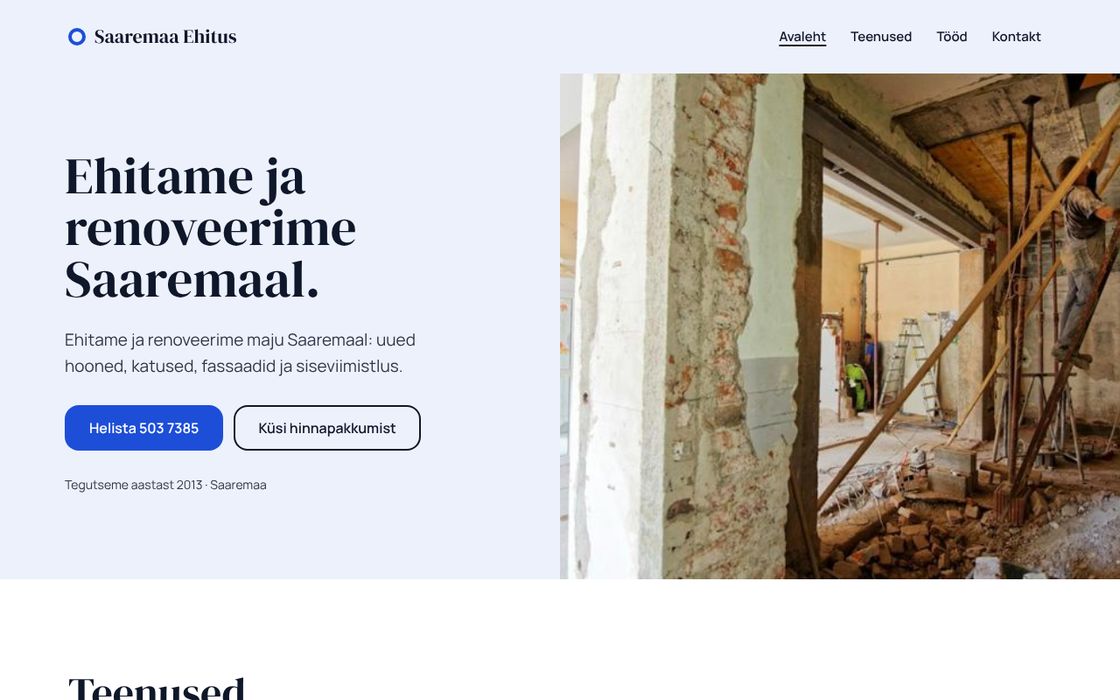 Saaremaa Ehitus
Avaleht
Teenused
Tööd
Kontakt
Ehitame ja
renoveerime
Saaremaal.
Ehitame ja renoveerime maju Saaremaal: uued
hooned, katused, fassaadid ja siseviimistlus.
Helista 503 7385
Küsi hinnapakkumist
Tegutseme aastast 2013 · Saaremaa
Teenused